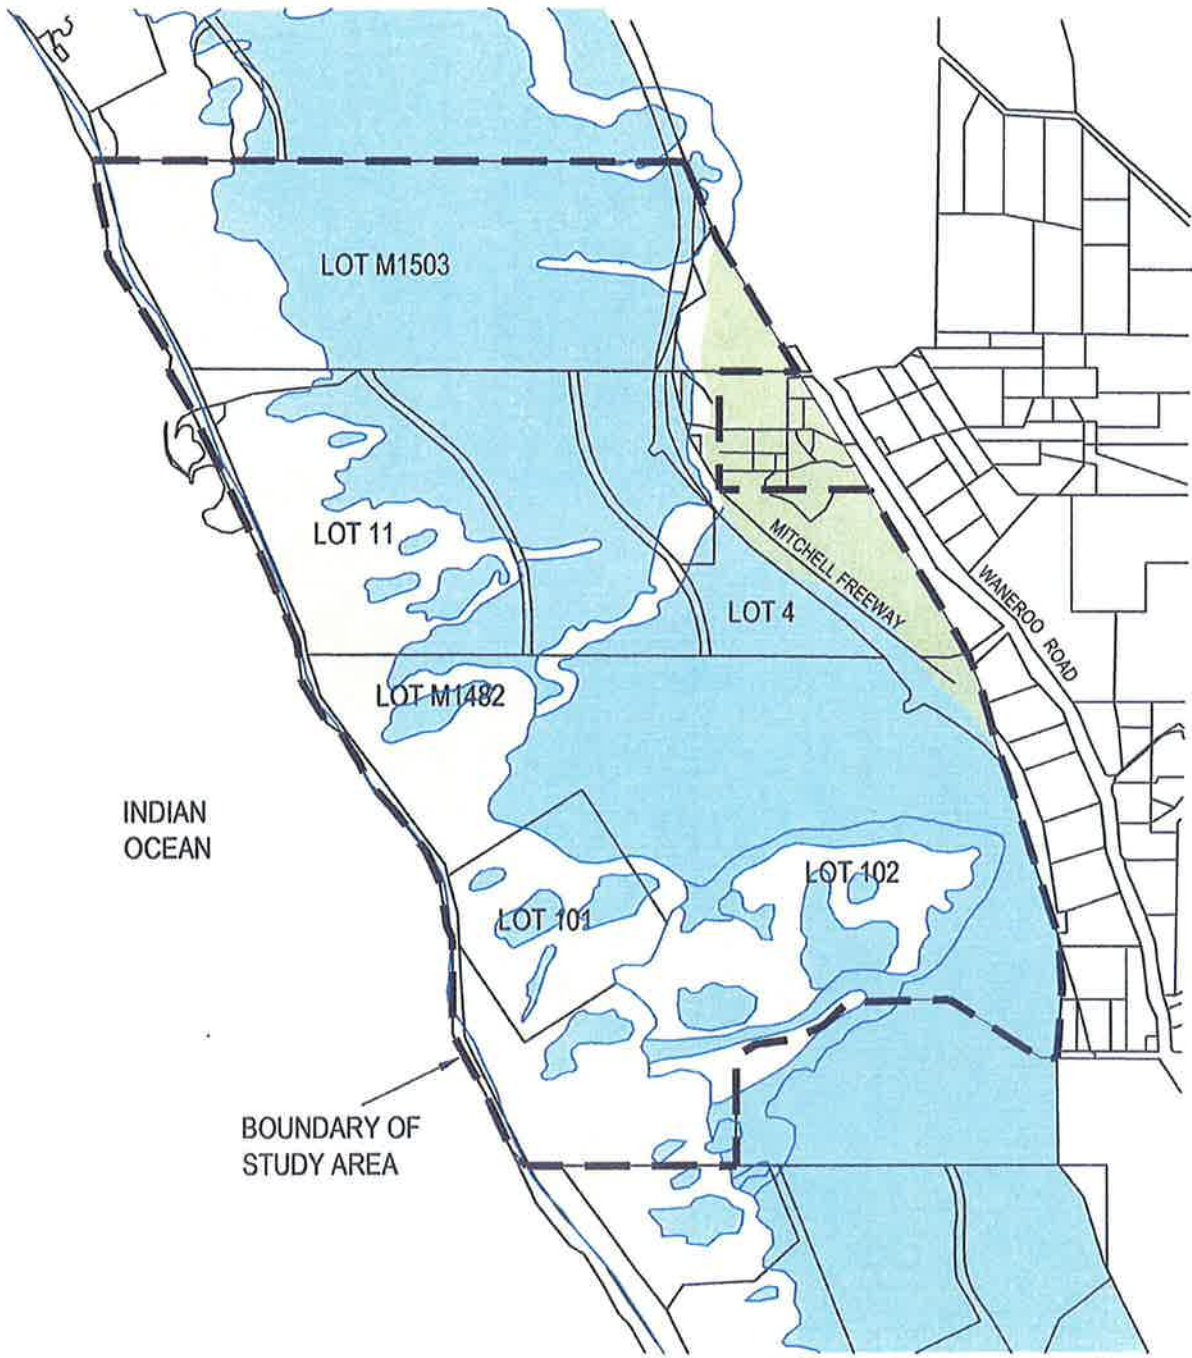 LOT M1503
LOT 11
MITCHELL FREEWAY
WANEROO ROAD
LOT 4
LOT M1482
INDIAN
OCEAN
LOT 102
LOT 101
BOUNDARY OF
STUDY AREA